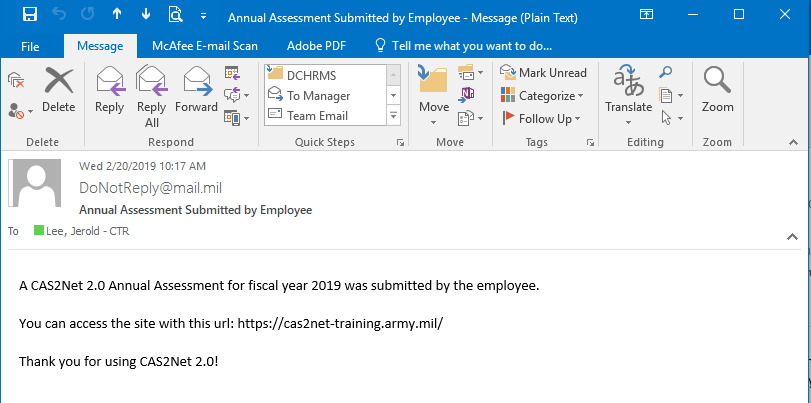 Annual Assessment Submitted by Employee - Message (Plain Text)
File Message McAfee E-mail Scan Adobe PDF Tell me what you want to do...
Delete
Reply
Reply All
Forward
DCHRMS
To Manager
Team Email
Move
Mark Unread
Categorize
Follow Up
Translate
Zoom
Delete Respond Quick Steps Move Tags Editing Zoom
Wed 2/20/2019 10:17 AM
DoNotReply@mail.mil
Annual Assessment Submitted by Employee
To Lee, Jerold - CTR
A CAS2Net 2.0 Annual Assessment for fiscal year 2019 was submitted by the employee.
You can access the site with this url: https://cas2net-training.army.mil/
Thank you for using CAS2Net 2.0!